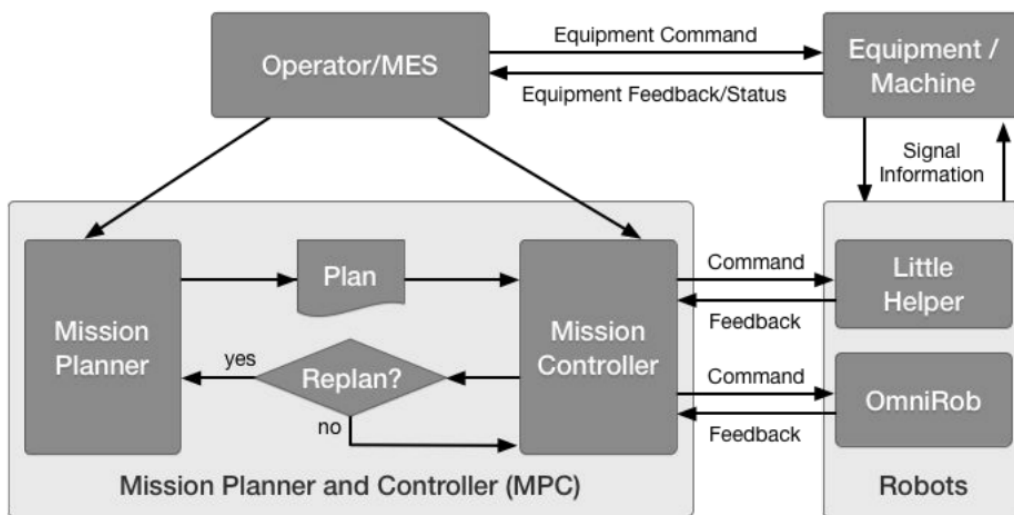 Operator/MES
Equipment Command
Equipment Feedback/Status
Equipment /
Machine
Signal
Information
Mission
Planner
Plan
Replan?
yes
no
Mission
Controller
Command
Feedback
Command
Feedback
Little
Helper
OmniRob
Mission Planner and Controller (MPC)
Robots